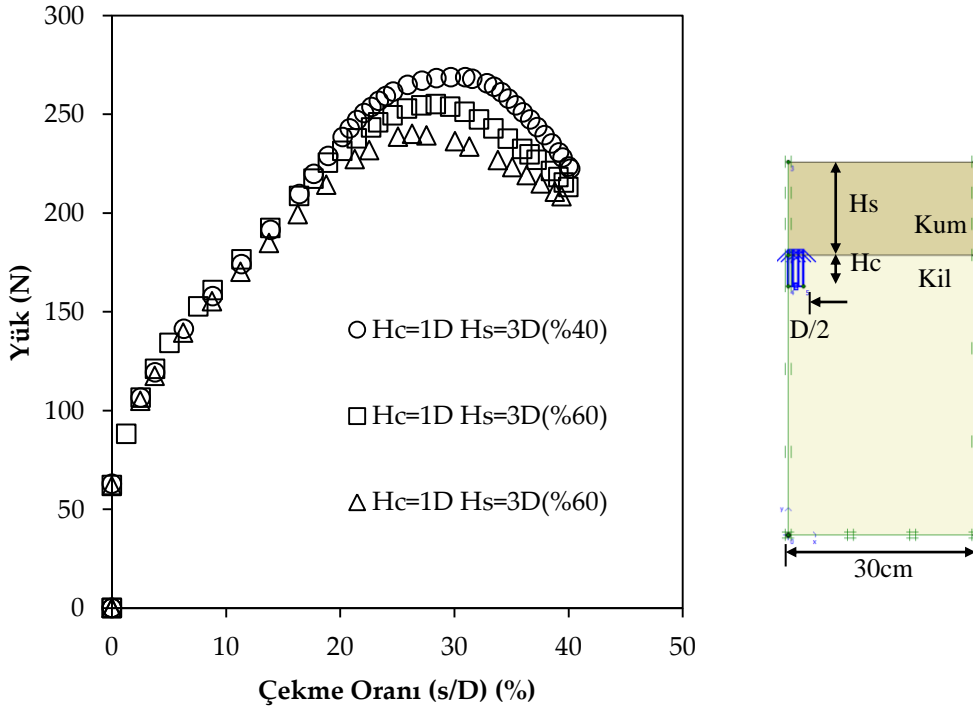 300
250
200
150
100
50
0
Yük (N)
0 10 20 30 40 50
Çekme Oranı (s/D) (%)
Hc=1D Hs=3D(%40)
Hc=1D Hs=3D(%60)
Hc=1D Hs=3D(%60)
Hs
Kum
Hc
Kil
D/2
30cm